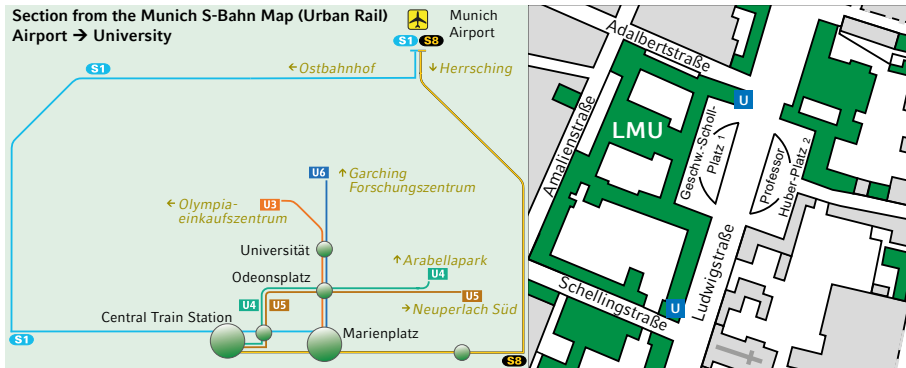 Section from the Munich S-Bahn Map (Urban Rail)
Airport → University
Munich
Airport
S1
S8
S1
←Ostbahnhof
↓Herrsching
U6
↑Garching
Forschungszentrum
U3
←Olympia-
einkaufszentrum
Universität
Odeonsplatz
↑Arabellapark
U4
U4
U5
U5
→Neuperlach Süd
Central Train Station
Marienplatz
S1
S8
Adalbertstraße
U
LMU
Amalienstraße
Geschw.-Scholl-
Platz 1
Professor
Huber-Platz 2
Ludwigstraße
Schellingstraße
U